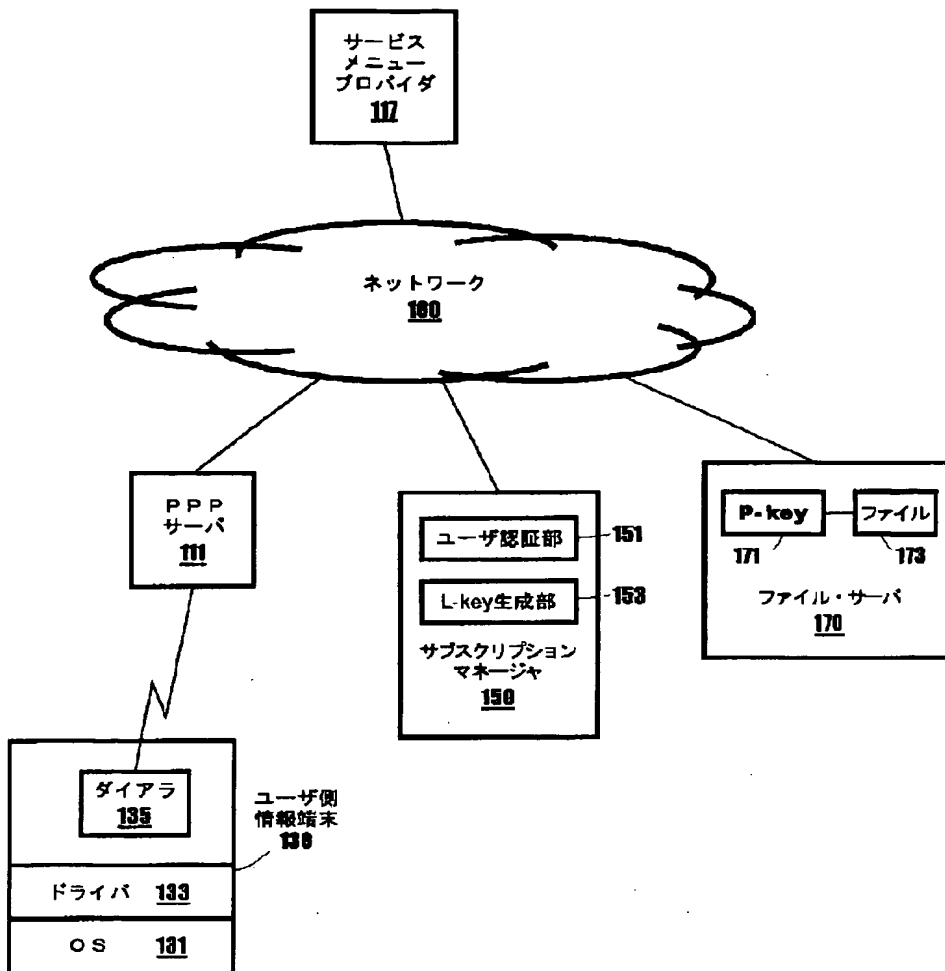 サービス
メニュー
プロバイダ
117
ネットワーク
160
PPP
サーバ
111
ユーザ認証部
151
L-key生成部
153
サブスクリプション
マネージャ
150
P-key
ファイル
171
173
ファイル・サーバ
170
ダイアラ
135
ユーザ側
情報端末
130
ドライバ 133
OS 131